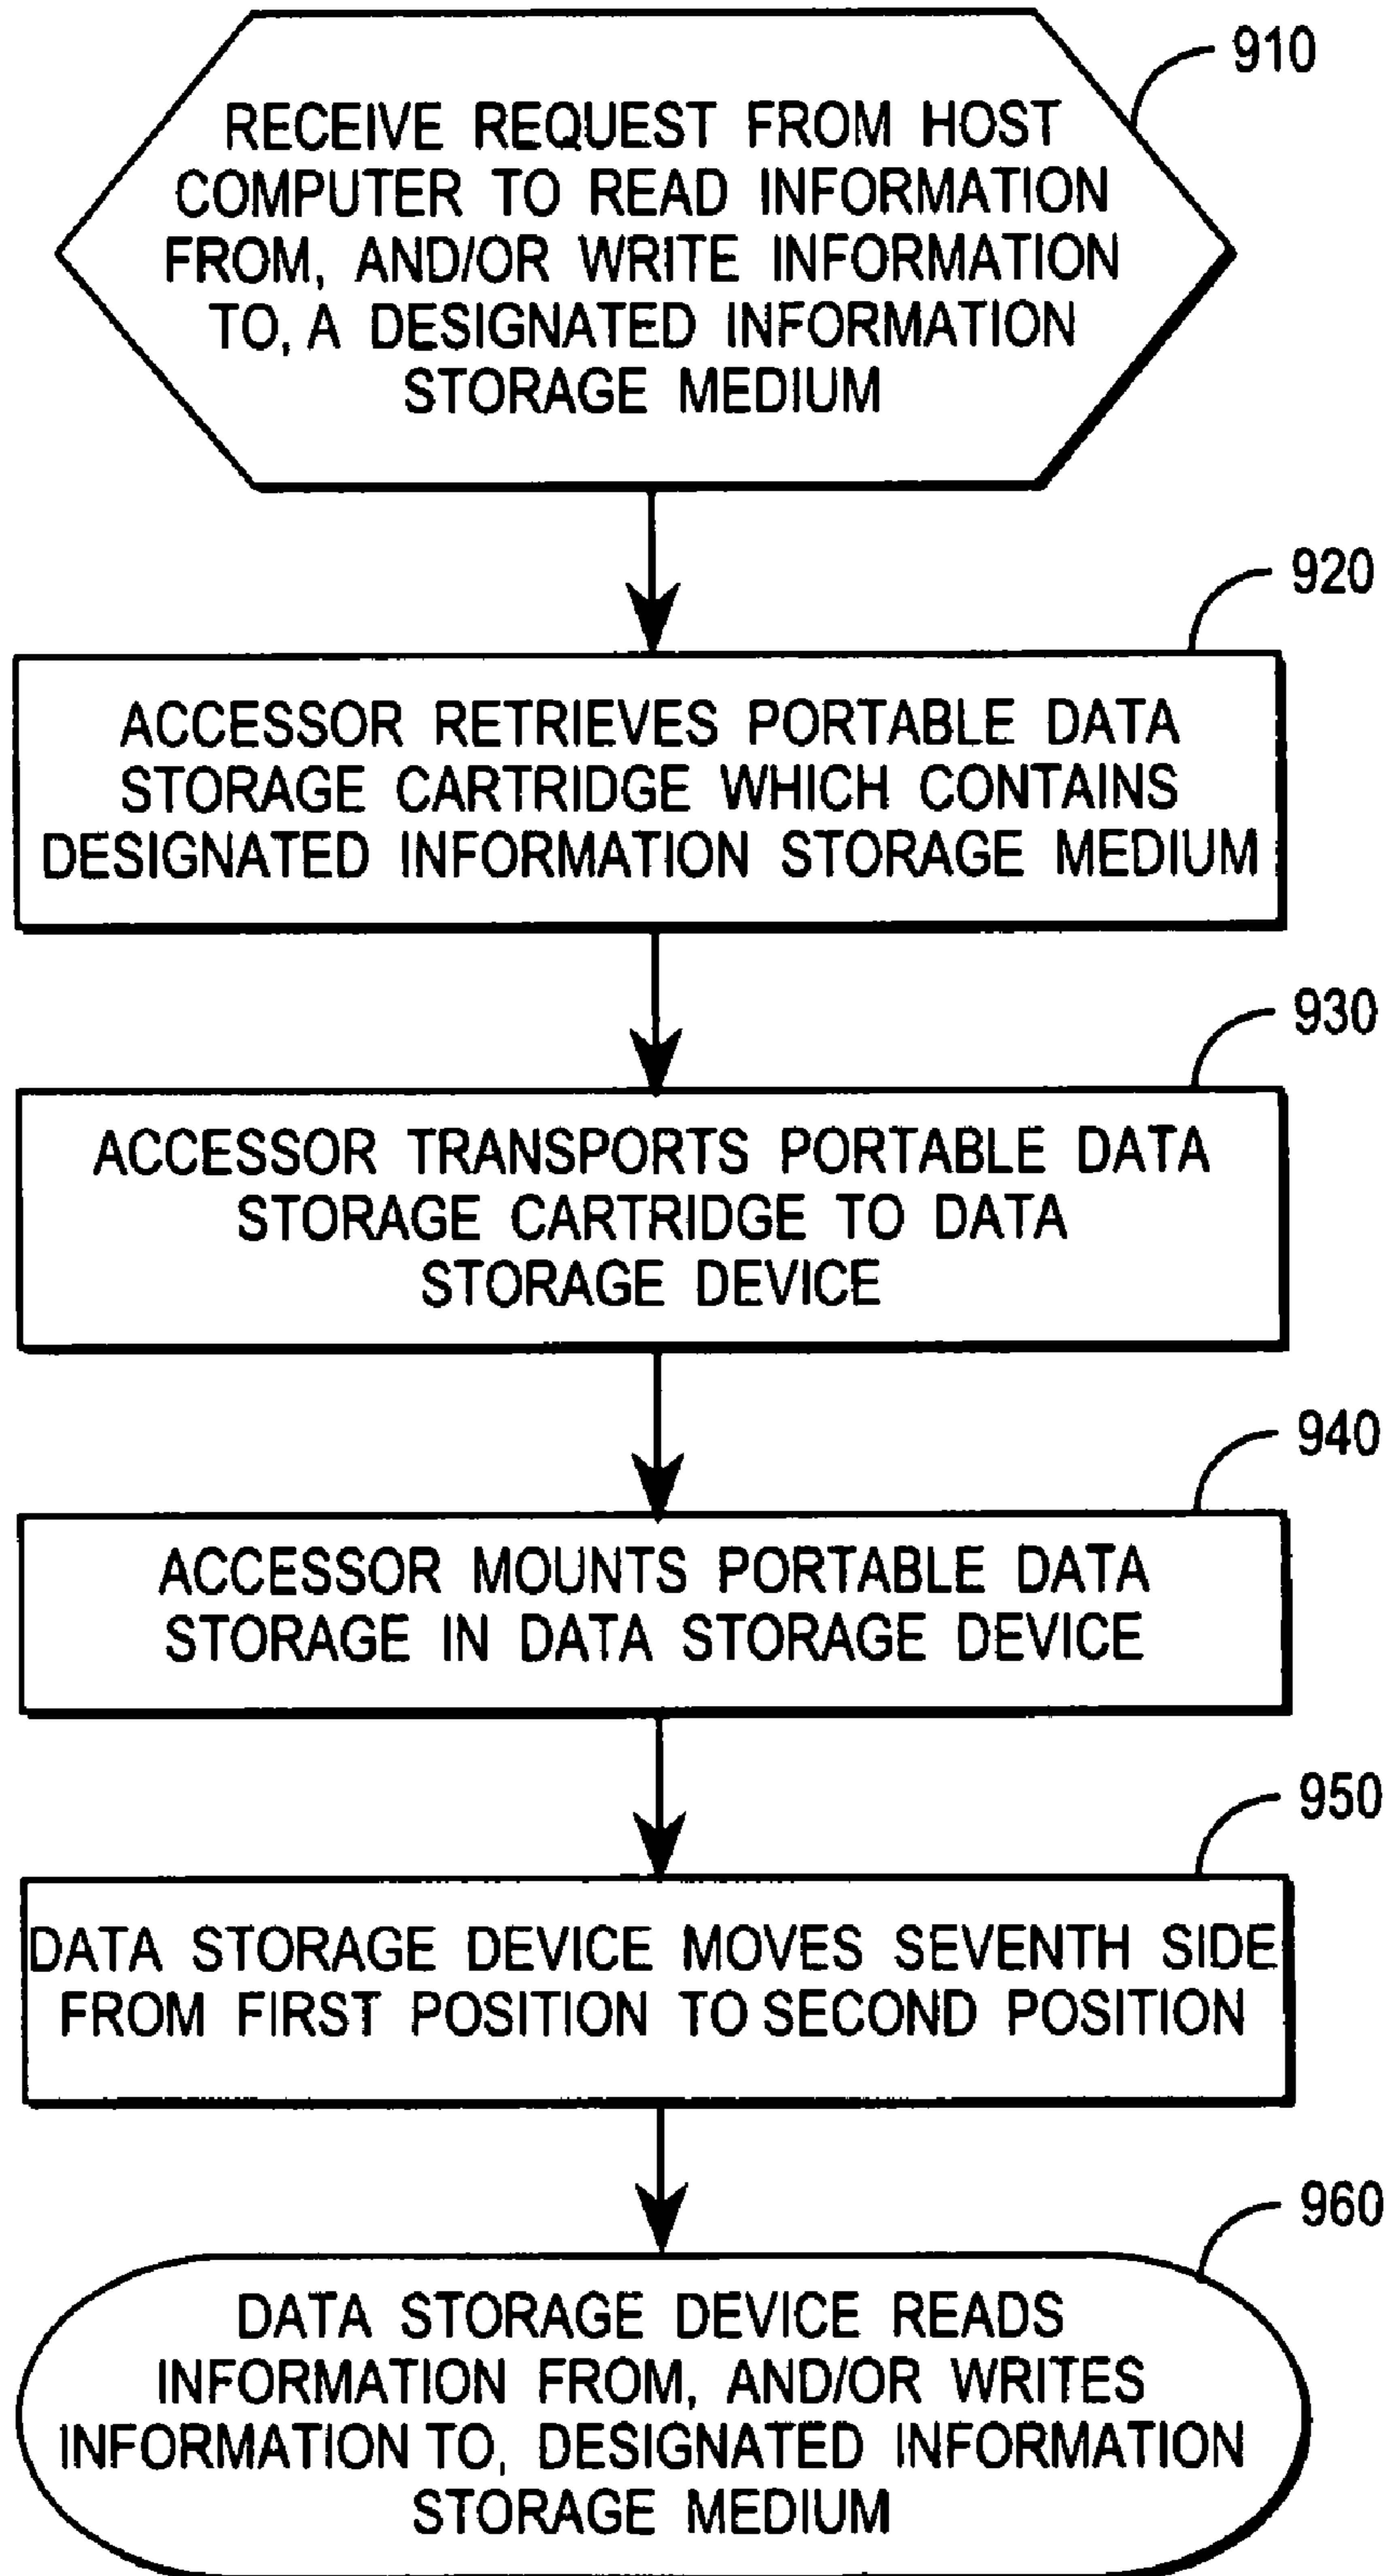 910
RECEIVE REQUEST FROM HOST
COMPUTER TO READ INFORMATION
FROM, AND/OR WRITE INFORMATION
TO, A DESIGNATED INFORMATION
STORAGE MEDIUM
920
ACCESSOR RETRIEVES PORTABLE DATA
STORAGE CARTRIDGE WHICH CONTAINS
DESIGNATED INFORMATION STORAGE MEDIUM
930
ACCESSOR TRANSPORTS PORTABLE DATA
STORAGE CARTRIDGE TO DATA
STORAGE DEVICE
940
ACCESSOR MOUNTS PORTABLE DATA
STORAGE IN DATA STORAGE DEVICE
950
DATA STORAGE DEVICE MOVES SEVENTH SIDE
FROM FIRST POSITION TO SECOND POSITION
960
DATA STORAGE DEVICE READS
INFORMATION FROM, AND/OR WRITES
INFORMATION TO, DESIGNATED INFORMATION
STORAGE MEDIUM